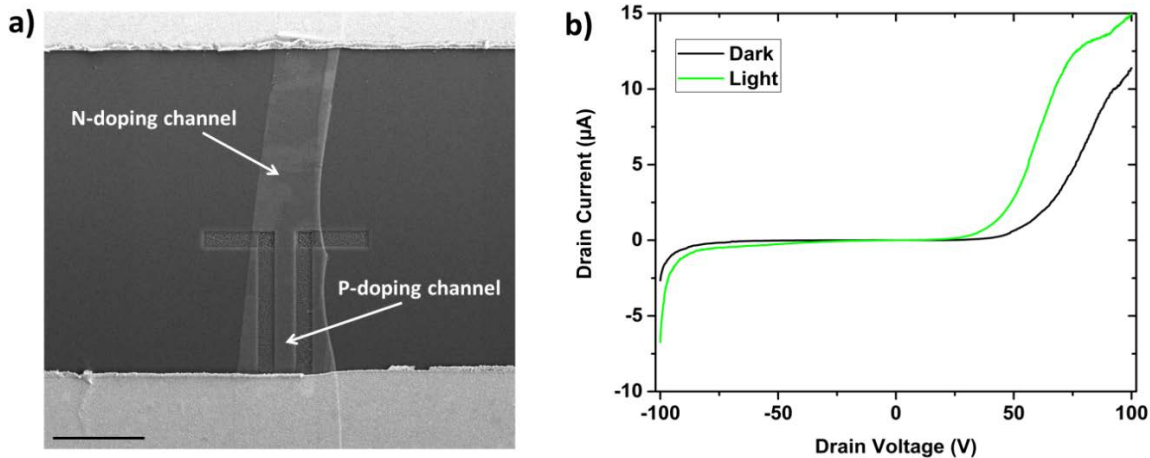 a)
N-doping channel
P-doping channel
b)
Dark
Light
Drain Current (µA)
15
10
5
0
-5
-10
-100
-50
0
50
100
Drain Voltage (V)